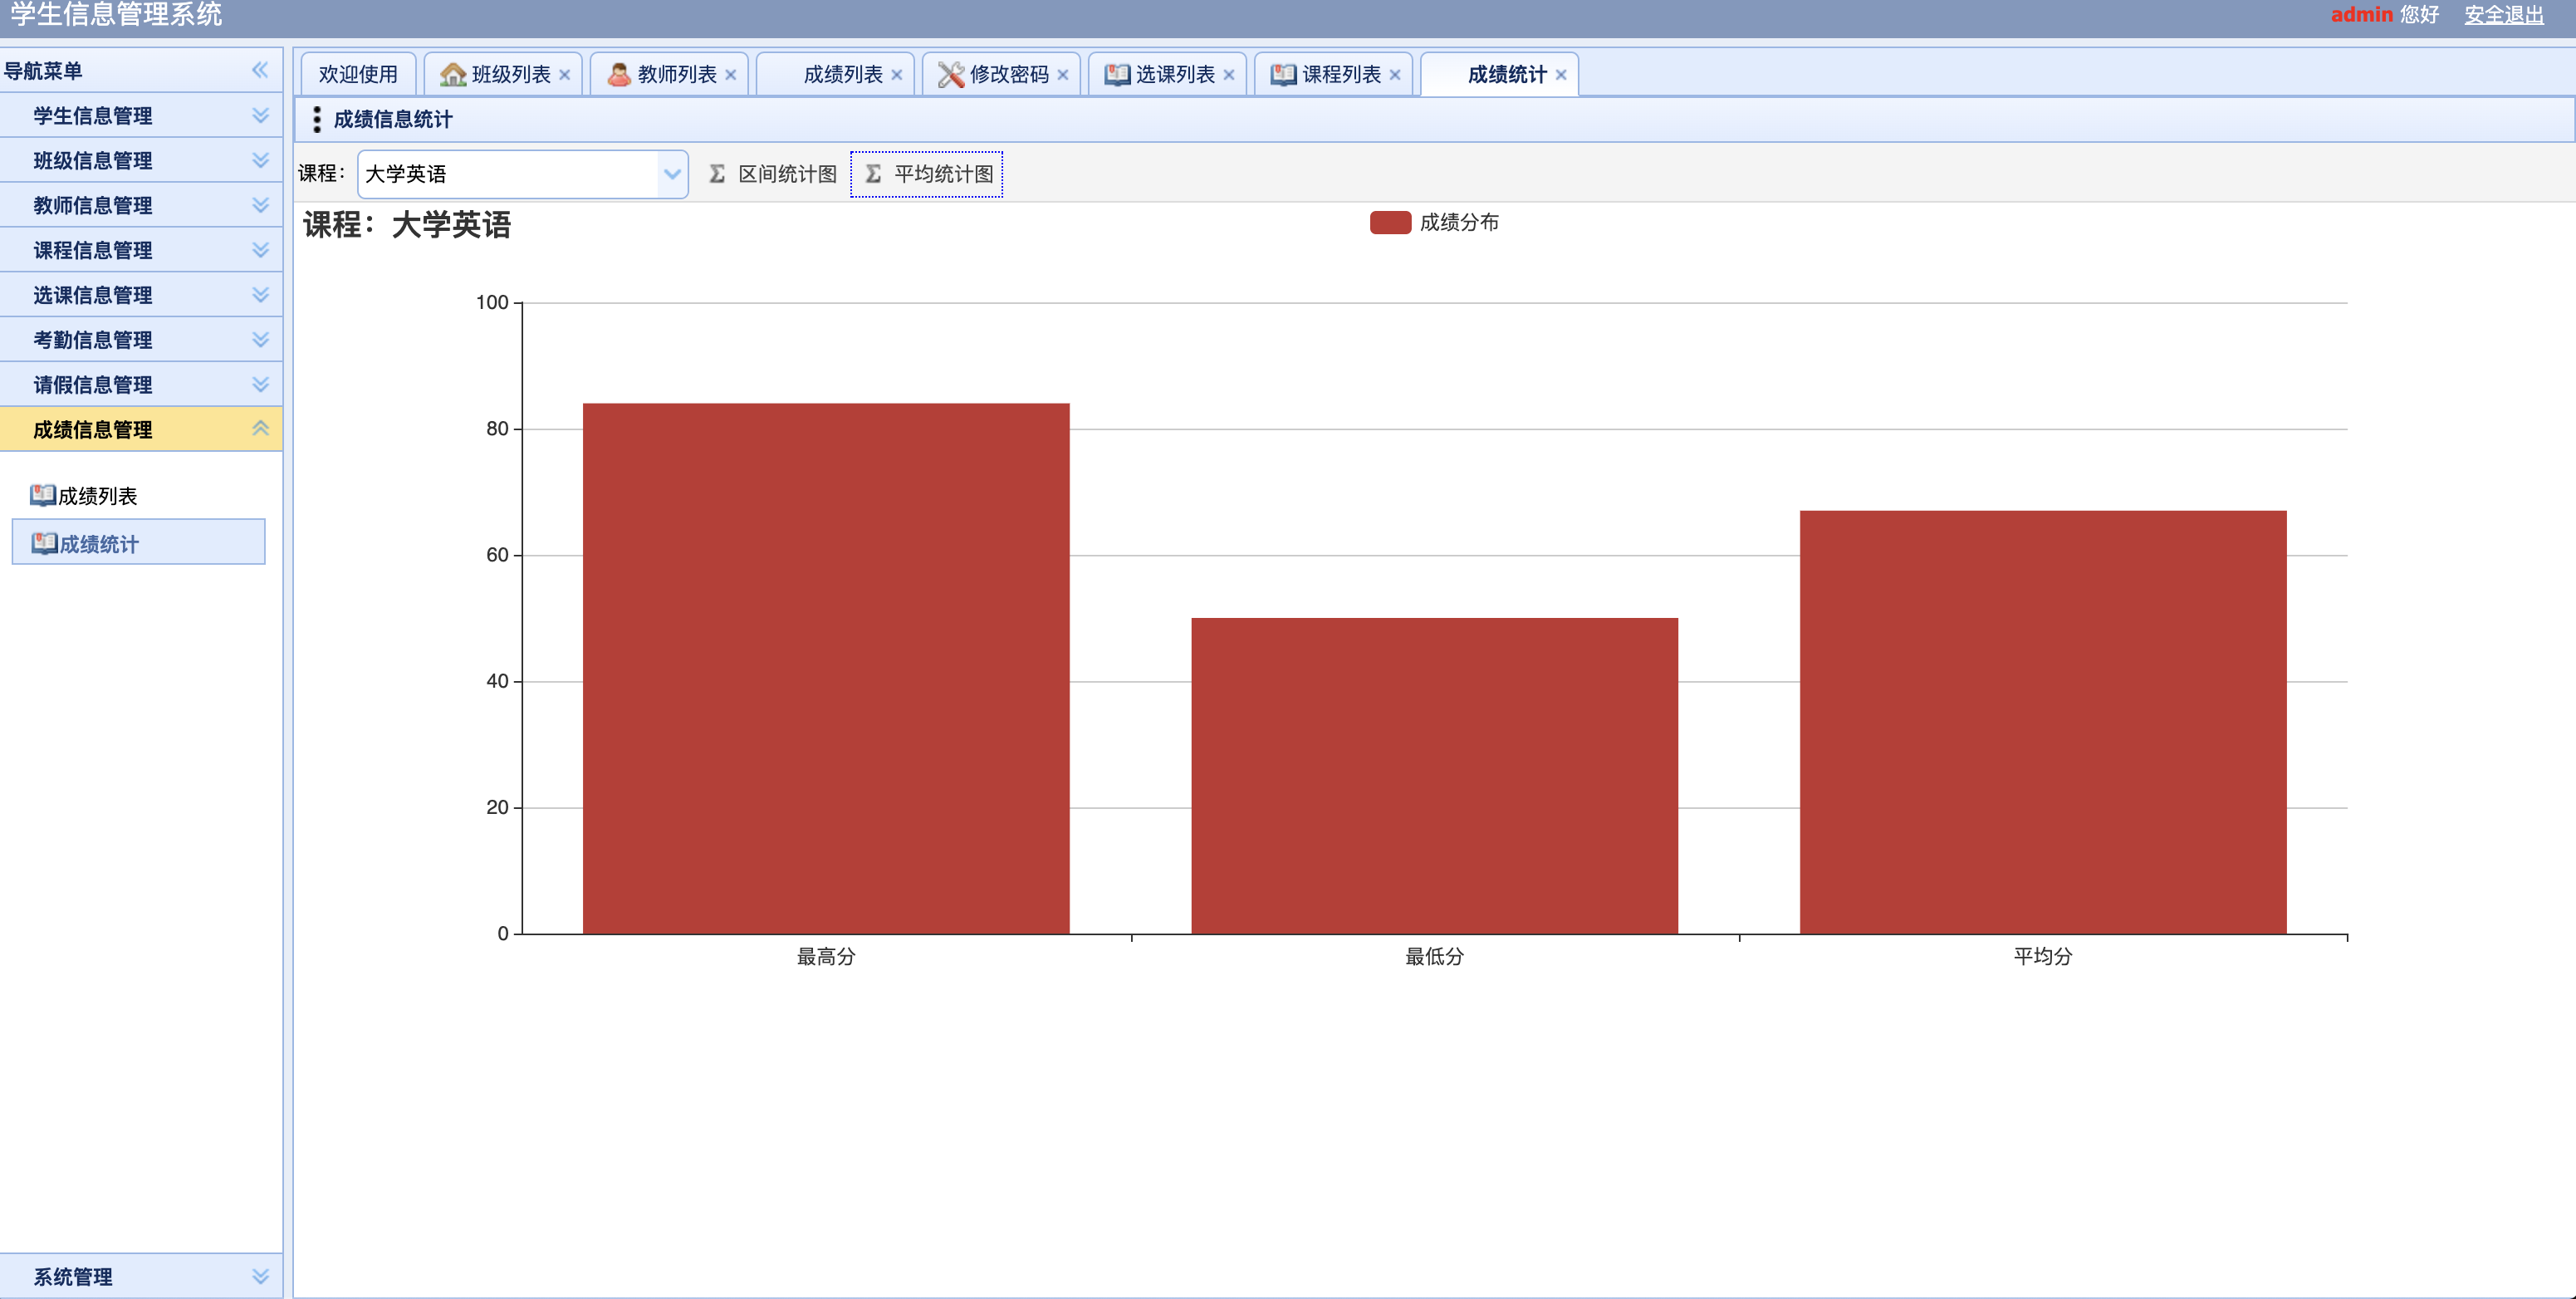 学生信息管理系统
admin 您好 安全退出
导航菜单
学生信息管理
班级信息管理
教师信息管理
课程信息管理
选课信息管理
考勤信息管理
请假信息管理
成绩信息管理
成绩列表
成绩统计
系统管理
欢迎使用 班级列表 教师列表 成绩列表 修改密码 选课列表 课程列表 成绩统计
成绩信息统计
课程： 大学英语 区间统计图 平均统计图
课程：大学英语
成绩分布
100
80
60
40
20
0
最高分 最低分 平均分